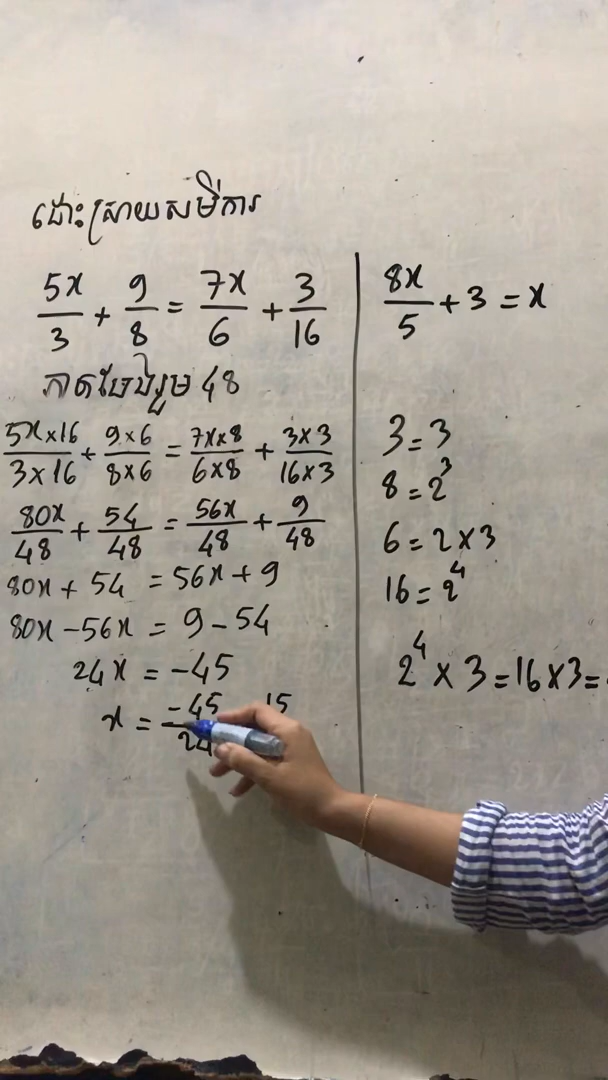 ដោះស្រាយសមីការ
5x/3 + 9/8 = 7x/6 + 3/16
ភាគបែងរួម 48
5x×16/3×16 + 9×6/8×6 = 7x×8/6×8 + 3×3/16×3
80x/48 + 54/48 = 56x/48 + 9/48
80x + 54 = 56x + 9
80x - 56x = 9 - 54
24x = -45
x = -45/24 15
8x/5 + 3 = x
3 = 3
8 = 2³
6 = 2 × 3
16 = 2⁴
2⁴ × 3 = 16 × 3 =